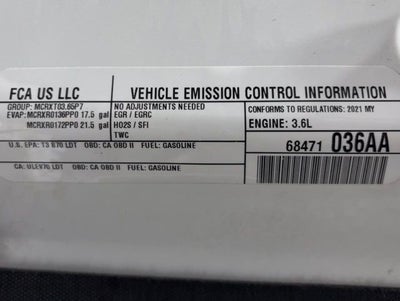 FCA US LLC VEHICLE EMISSION CONTROL INFORMATION
GROUP: MCRXT03.65P7 NO ADJUSTMENTS NEEDED CONFORMS TO REGULATIONS: 2021 MY
EVAP: MCRXR0136PP0 17.5 gal EGR / EGRC
MCRXR0172PP0 21.5 gal HO2S / SFI ENGINE: 3.6L
TWC
U.S. EPA: T3 B70 LDT OBD: CA OBD II FUEL: GASOLINE 68471 036AA
CA: ULEV70 LDT OBD: CA OBD II FUEL: GASOLINE